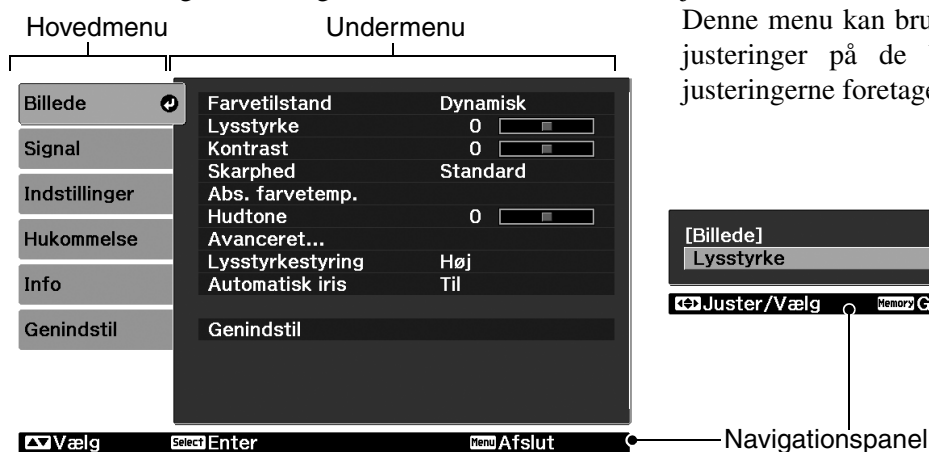 Hovedmenu
Undermenu
Billede
Signal
Indstillinger
Hukommelse
Info
Genindstil
Farvetilstand Dynamisk
Lysstyrke 0
Kontrast 0
Skarphed Standard
Abs. farvetemp.
Hudtone 0
Avanceret...
Lysstyrkestyring Høj
Automatisk iris Til
Genindstil
Vælg Select Enter Menu Afslut
Denne menu kan
justeringer på de
justeringerne
[Billede]
Lysstyrke
Juster/Vælg Memory
Navigationspanel